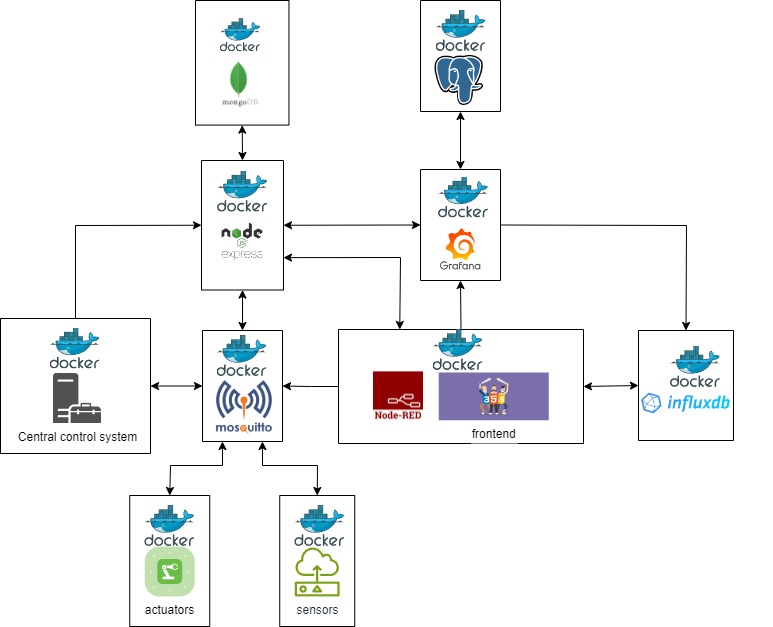 docker
mongoDB
docker
docker
node
JS
express
docker
Grafana
docker
Central control system
docker
mosquitto
docker
Node-RED
frontend
docker
influxdb
docker
actuators
docker
sensors